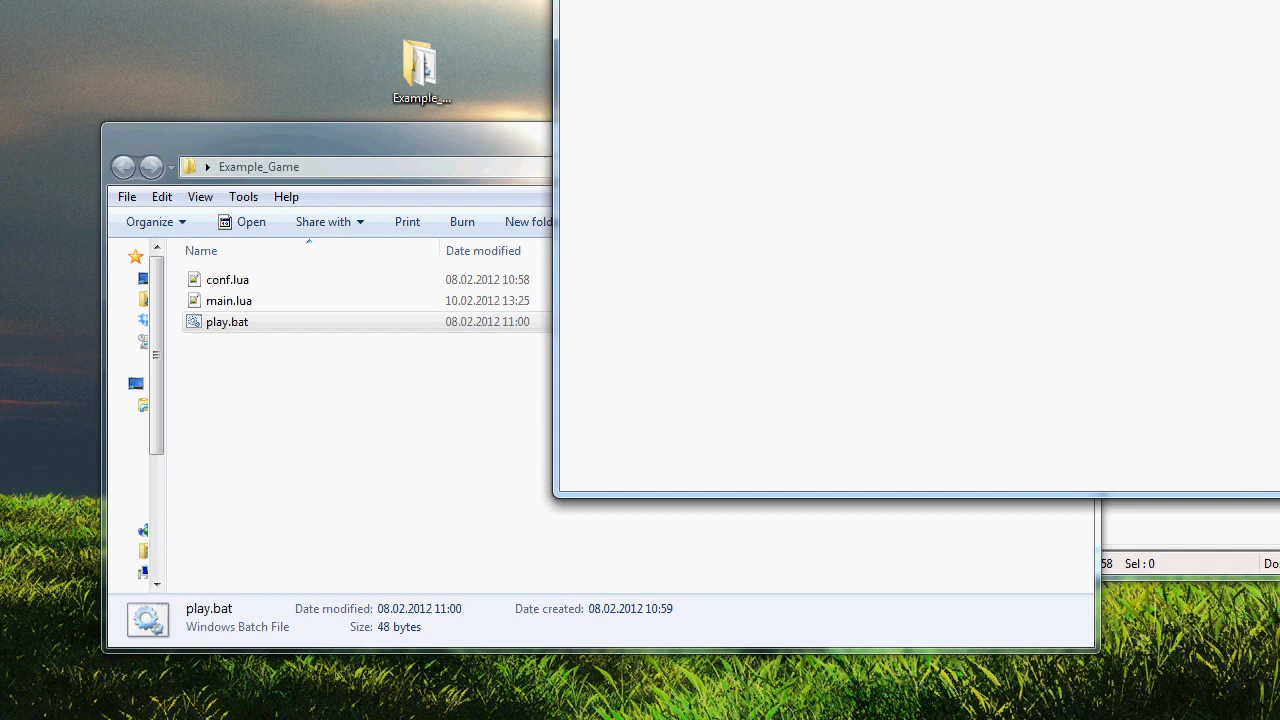 Example_...
Example_Game
File Edit View Tools Help
Organize Open Share with Print Burn New fold
Name Date modified
conf.lua 08.02.2012 10:58
main.lua 10.02.2012 13:25
play.bat 08.02.2012 11:00
58 Sel : 0 Do
play.bat Date modified: 08.02.2012 11:00 Date created: 08.02.2012 10:59
Windows Batch File Size: 48 bytes